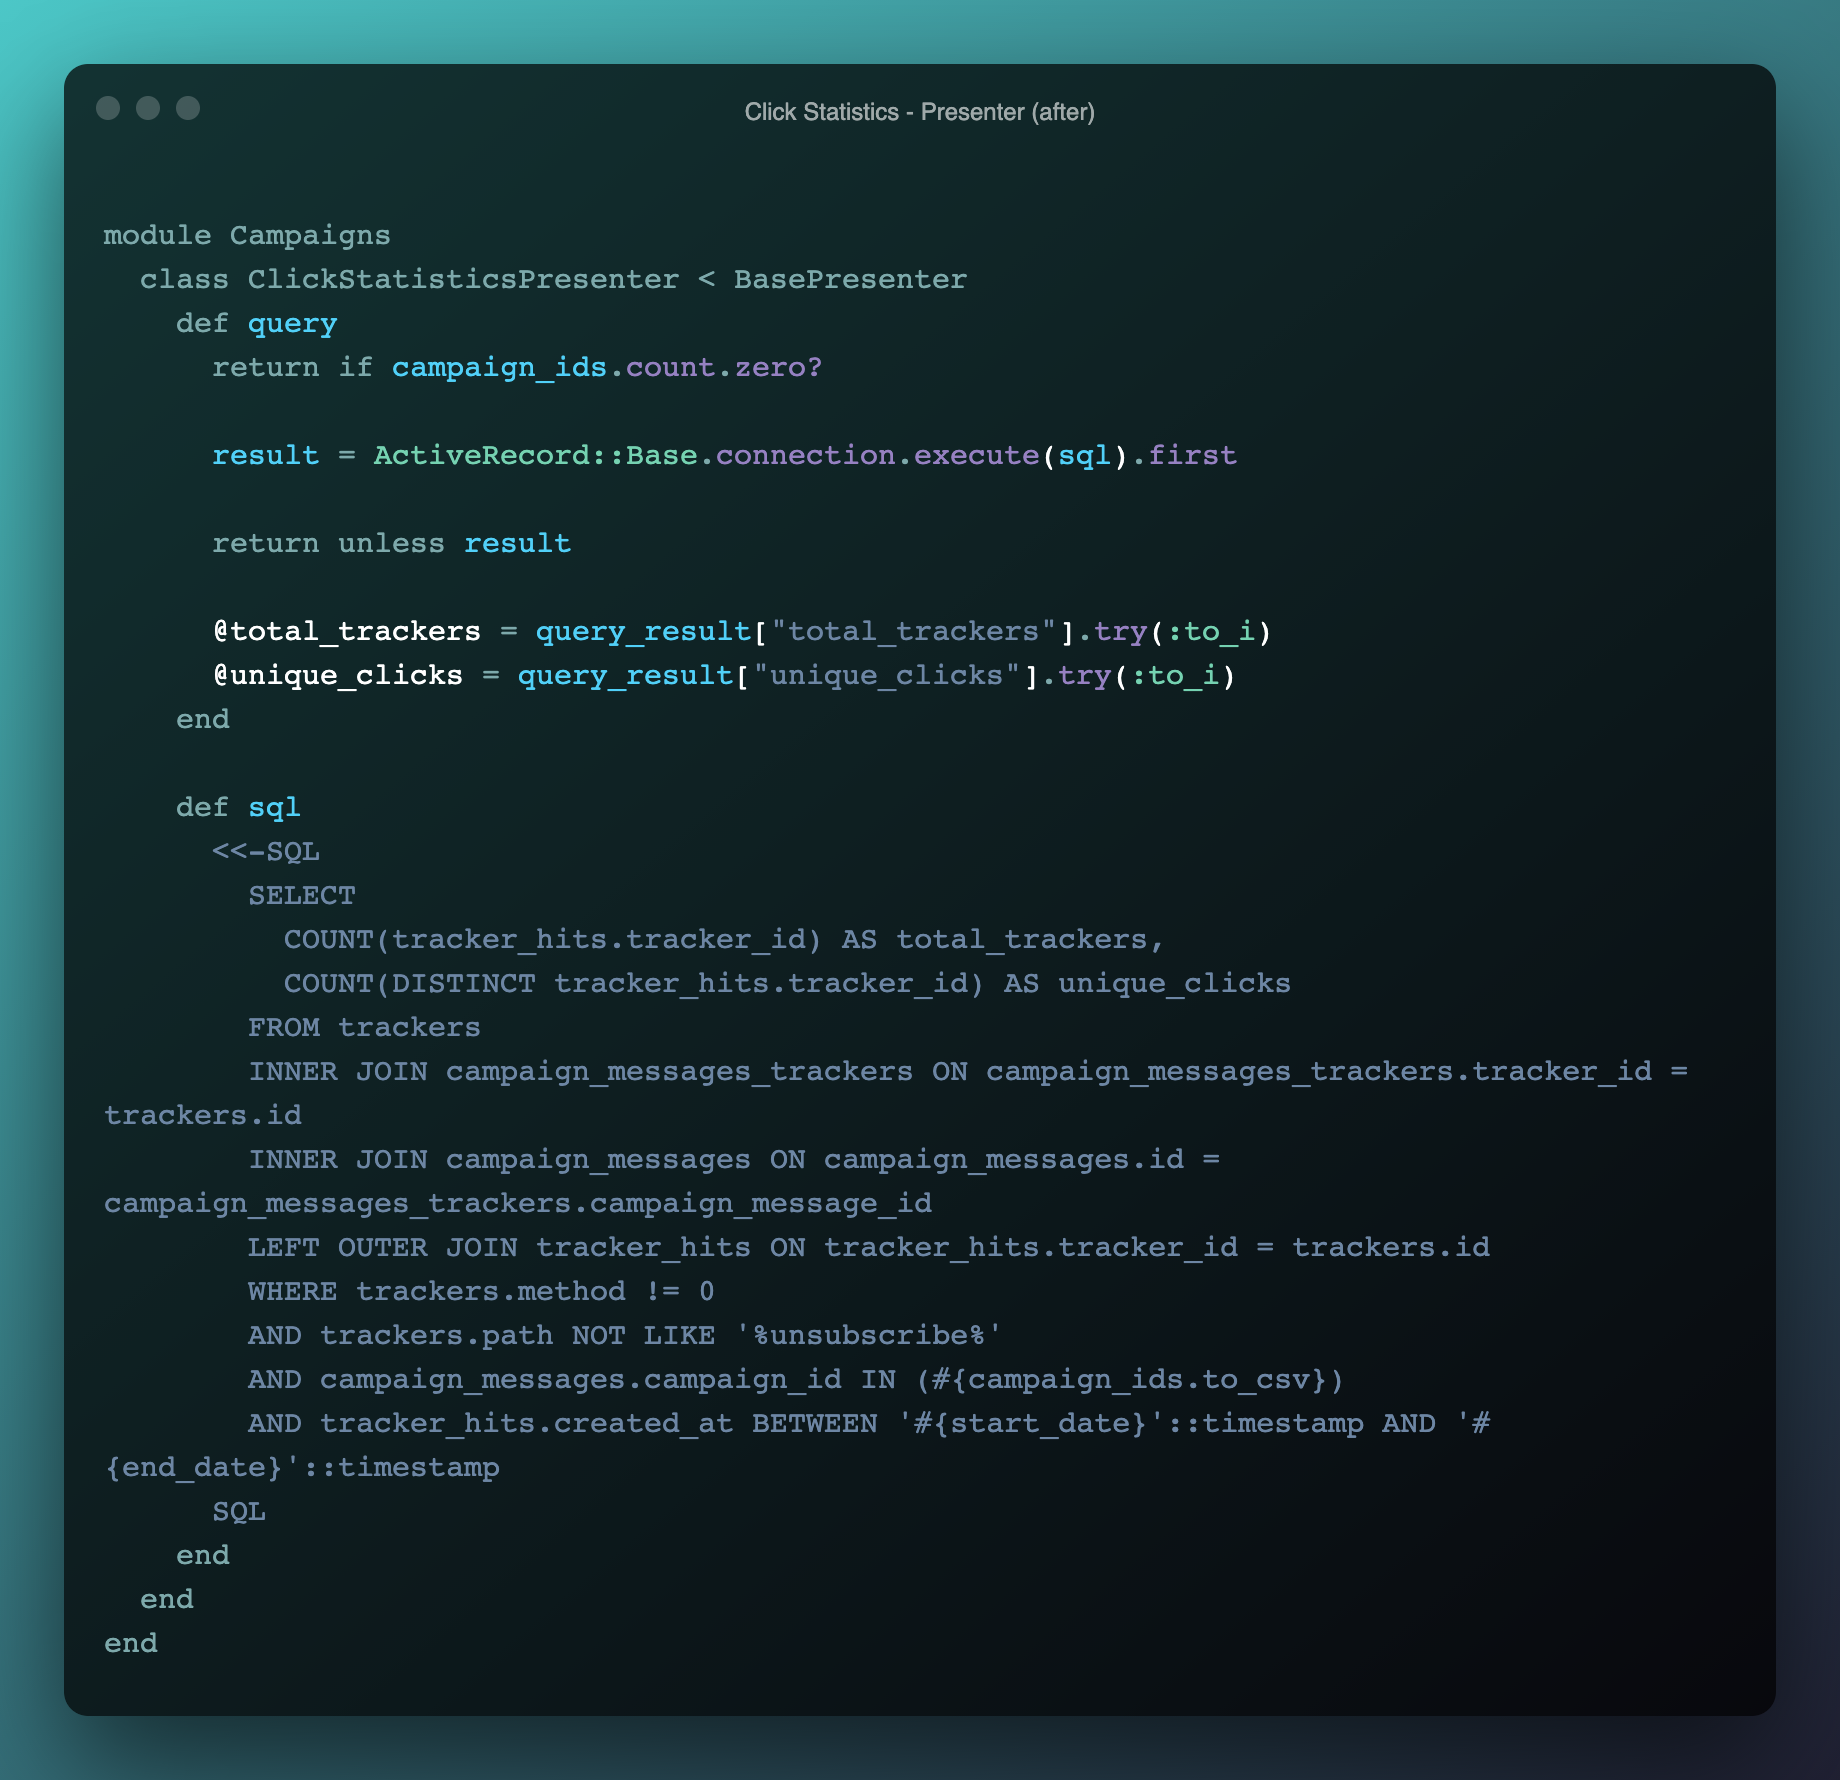 Click Statistics - Presenter (after)
module Campaigns
  class ClickStatisticsPresenter < BasePresenter
    def query
      return if campaign_ids.count.zero?

      result = ActiveRecord::Base.connection.execute(sql).first

      return unless result

      @total_trackers = query_result["total_trackers"].try(:to_i)
      @unique_clicks = query_result["unique_clicks"].try(:to_i)
    end

    def sql
      <<-SQL
        SELECT
          COUNT(tracker_hits.tracker_id) AS total_trackers,
          COUNT(DISTINCT tracker_hits.tracker_id) AS unique_clicks
        FROM trackers
        INNER JOIN campaign_messages_trackers ON campaign_messages_trackers.tracker_id =
trackers.id
        INNER JOIN campaign_messages ON campaign_messages.id =
campaign_messages_trackers.campaign_message_id
        LEFT OUTER JOIN tracker_hits ON tracker_hits.tracker_id = trackers.id
        WHERE trackers.method != 0
        AND trackers.path NOT LIKE '%unsubscribe%'
        AND campaign_messages.campaign_id IN (#{campaign_ids.to_csv})
        AND tracker_hits.created_at BETWEEN '#{start_date}'::timestamp AND '#
{end_date}'::timestamp
      SQL
    end
  end
end